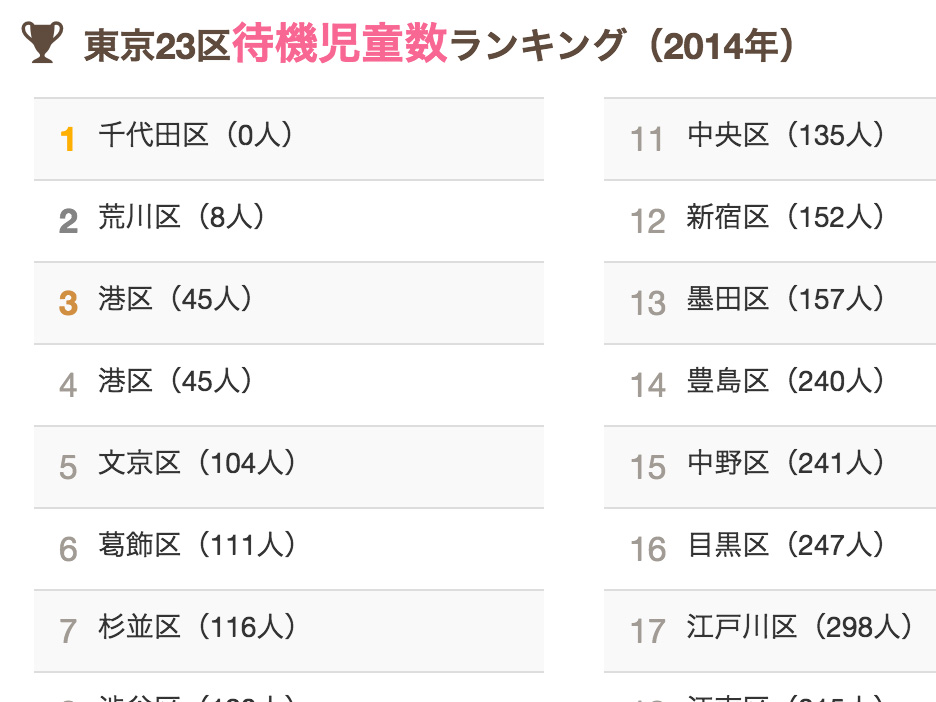 東京23区待機児童数ランキング（2014年）
1 千代田区（0人）
2 荒川区（8人）
3 港区（45人）
4 港区（45人）
5 文京区（104人）
6 葛飾区（111人）
7 杉並区（116人）
11 中央区（135人）
12 新宿区（152人）
13 墨田区（157人）
14 豊島区（240人）
15 中野区（241人）
16 目黒区（247人）
17 江戸川区（298人）